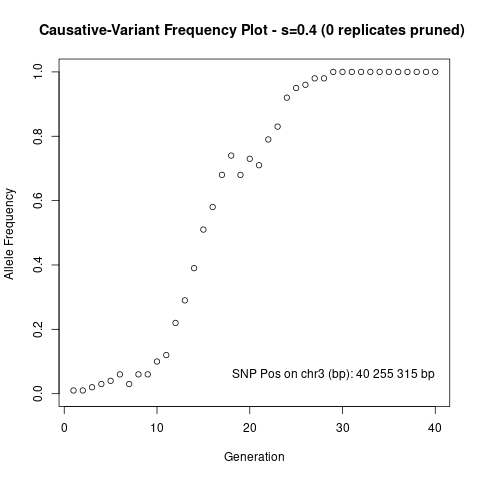 Causative-Variant Frequency Plot - s=0.4 (0 replicates pruned)
Allele Frequency
1.0
0.8
0.6
0.4
0.2
0.0
SNP Pos on chr3 (bp): 40 255 315 bp
0 10 20 30 40
Generation